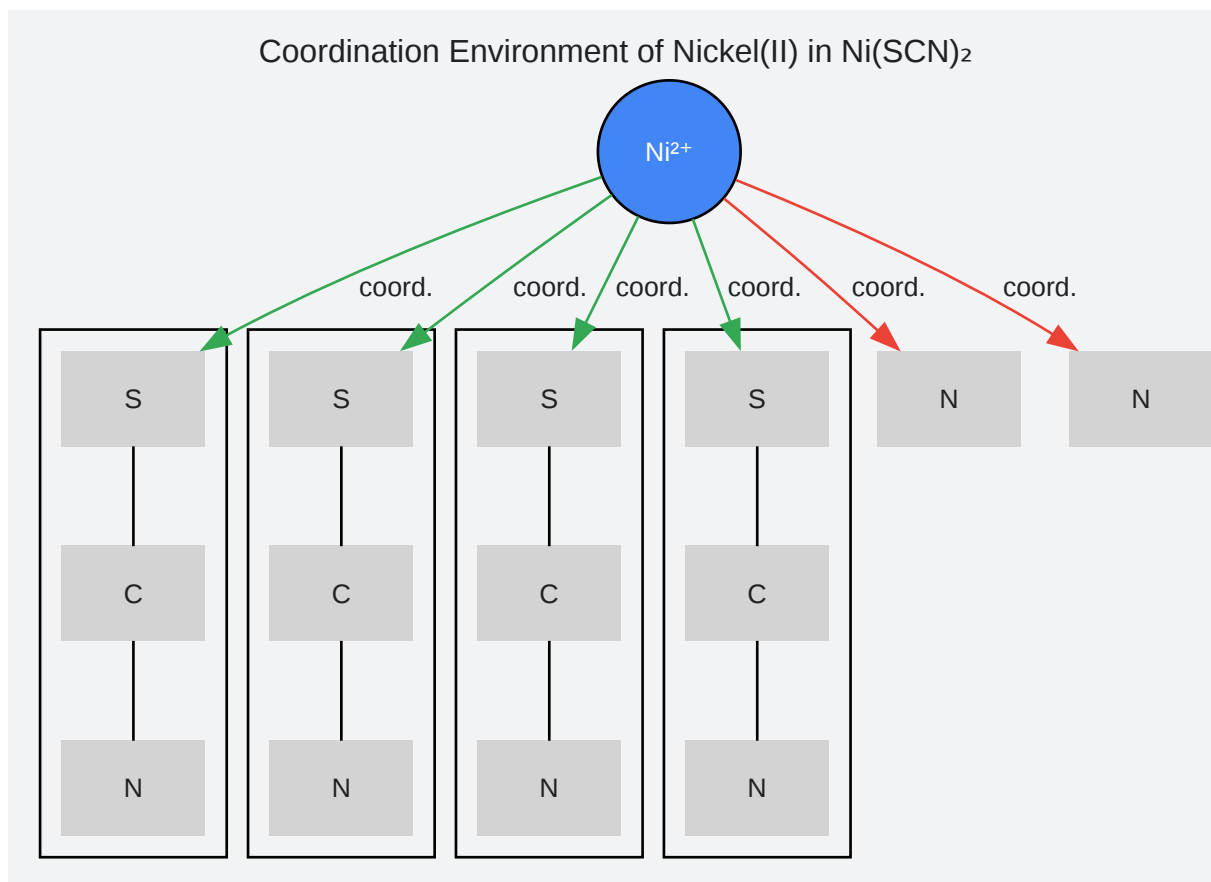 Coordination Environment of Nickel(II) in Ni(SCN)₂
Ni²⁺
coord. coord. coord. coord. coord. coord.
S S S S N N
C C C C
N N N N